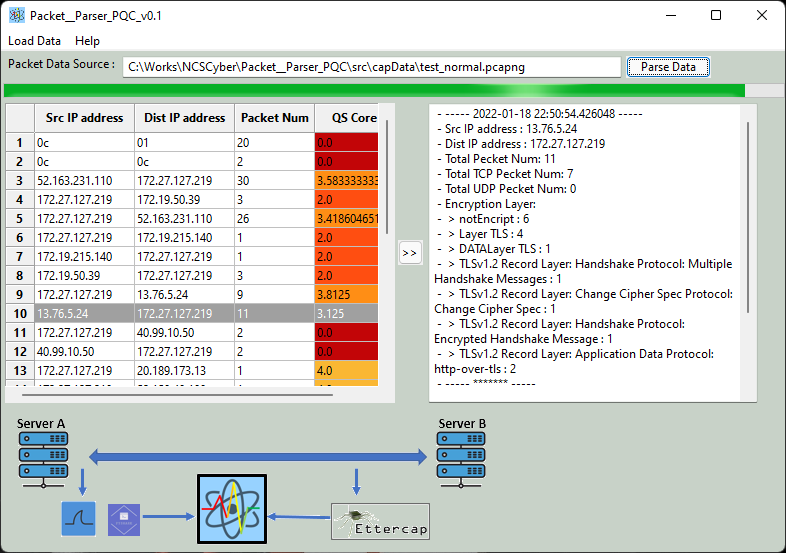 Packet__Parser_PQC_v0.1
Load Data Help
Packet Data Source : C:\Works\NCSCyber\Packet__Parser_PQC\src\capData\test_normal.pcapng Parse Data
Src IP address Dist IP address Packet Num QS Core
1 0c 01 20 0.0
2 0c 0c 2 0.0
3 52.163.231.110 172.27.127.219 30 3.583333333
4 172.27.127.219 172.19.50.39 3 2.0
5 172.27.127.219 52.163.231.110 26 3.418604651
6 172.27.127.219 172.19.215.140 1 2.0
7 172.19.215.140 172.27.127.219 1 2.0
8 172.19.50.39 172.27.127.219 3 2.0
9 172.27.127.219 13.76.5.24 9 3.8125
10 13.76.5.24 172.27.127.219 11 3.125
11 172.27.127.219 40.99.10.50 2 0.0
12 40.99.10.50 172.27.127.219 2 0.0
13 172.27.127.219 20.189.173.13 1 4.0
>>
- ----- 2022-01-18 22:50:54.426048 -----
- Src IP address : 13.76.5.24
- Dist IP address : 172.27.127.219
- Total Pecket Num: 11
- Total TCP Pecket Num: 7
- Total UDP Pecket Num: 0
- Encryption Layer:
- > notEncript : 6
- > Layer TLS : 4
- > DATALayer TLS : 1
- > TLSv1.2 Record Layer: Handshake Protocol: Multiple
Handshake Messages : 1
- > TLSv1.2 Record Layer: Change Cipher Spec Protocol:
Change Cipher Spec : 1
- > TLSv1.2 Record Layer: Handshake Protocol:
Encrypted Handshake Message : 1
- > TLSv1.2 Record Layer: Application Data Protocol:
http-over-tls : 2
- ----- ******* -----
Server A
Server B
Ettercap